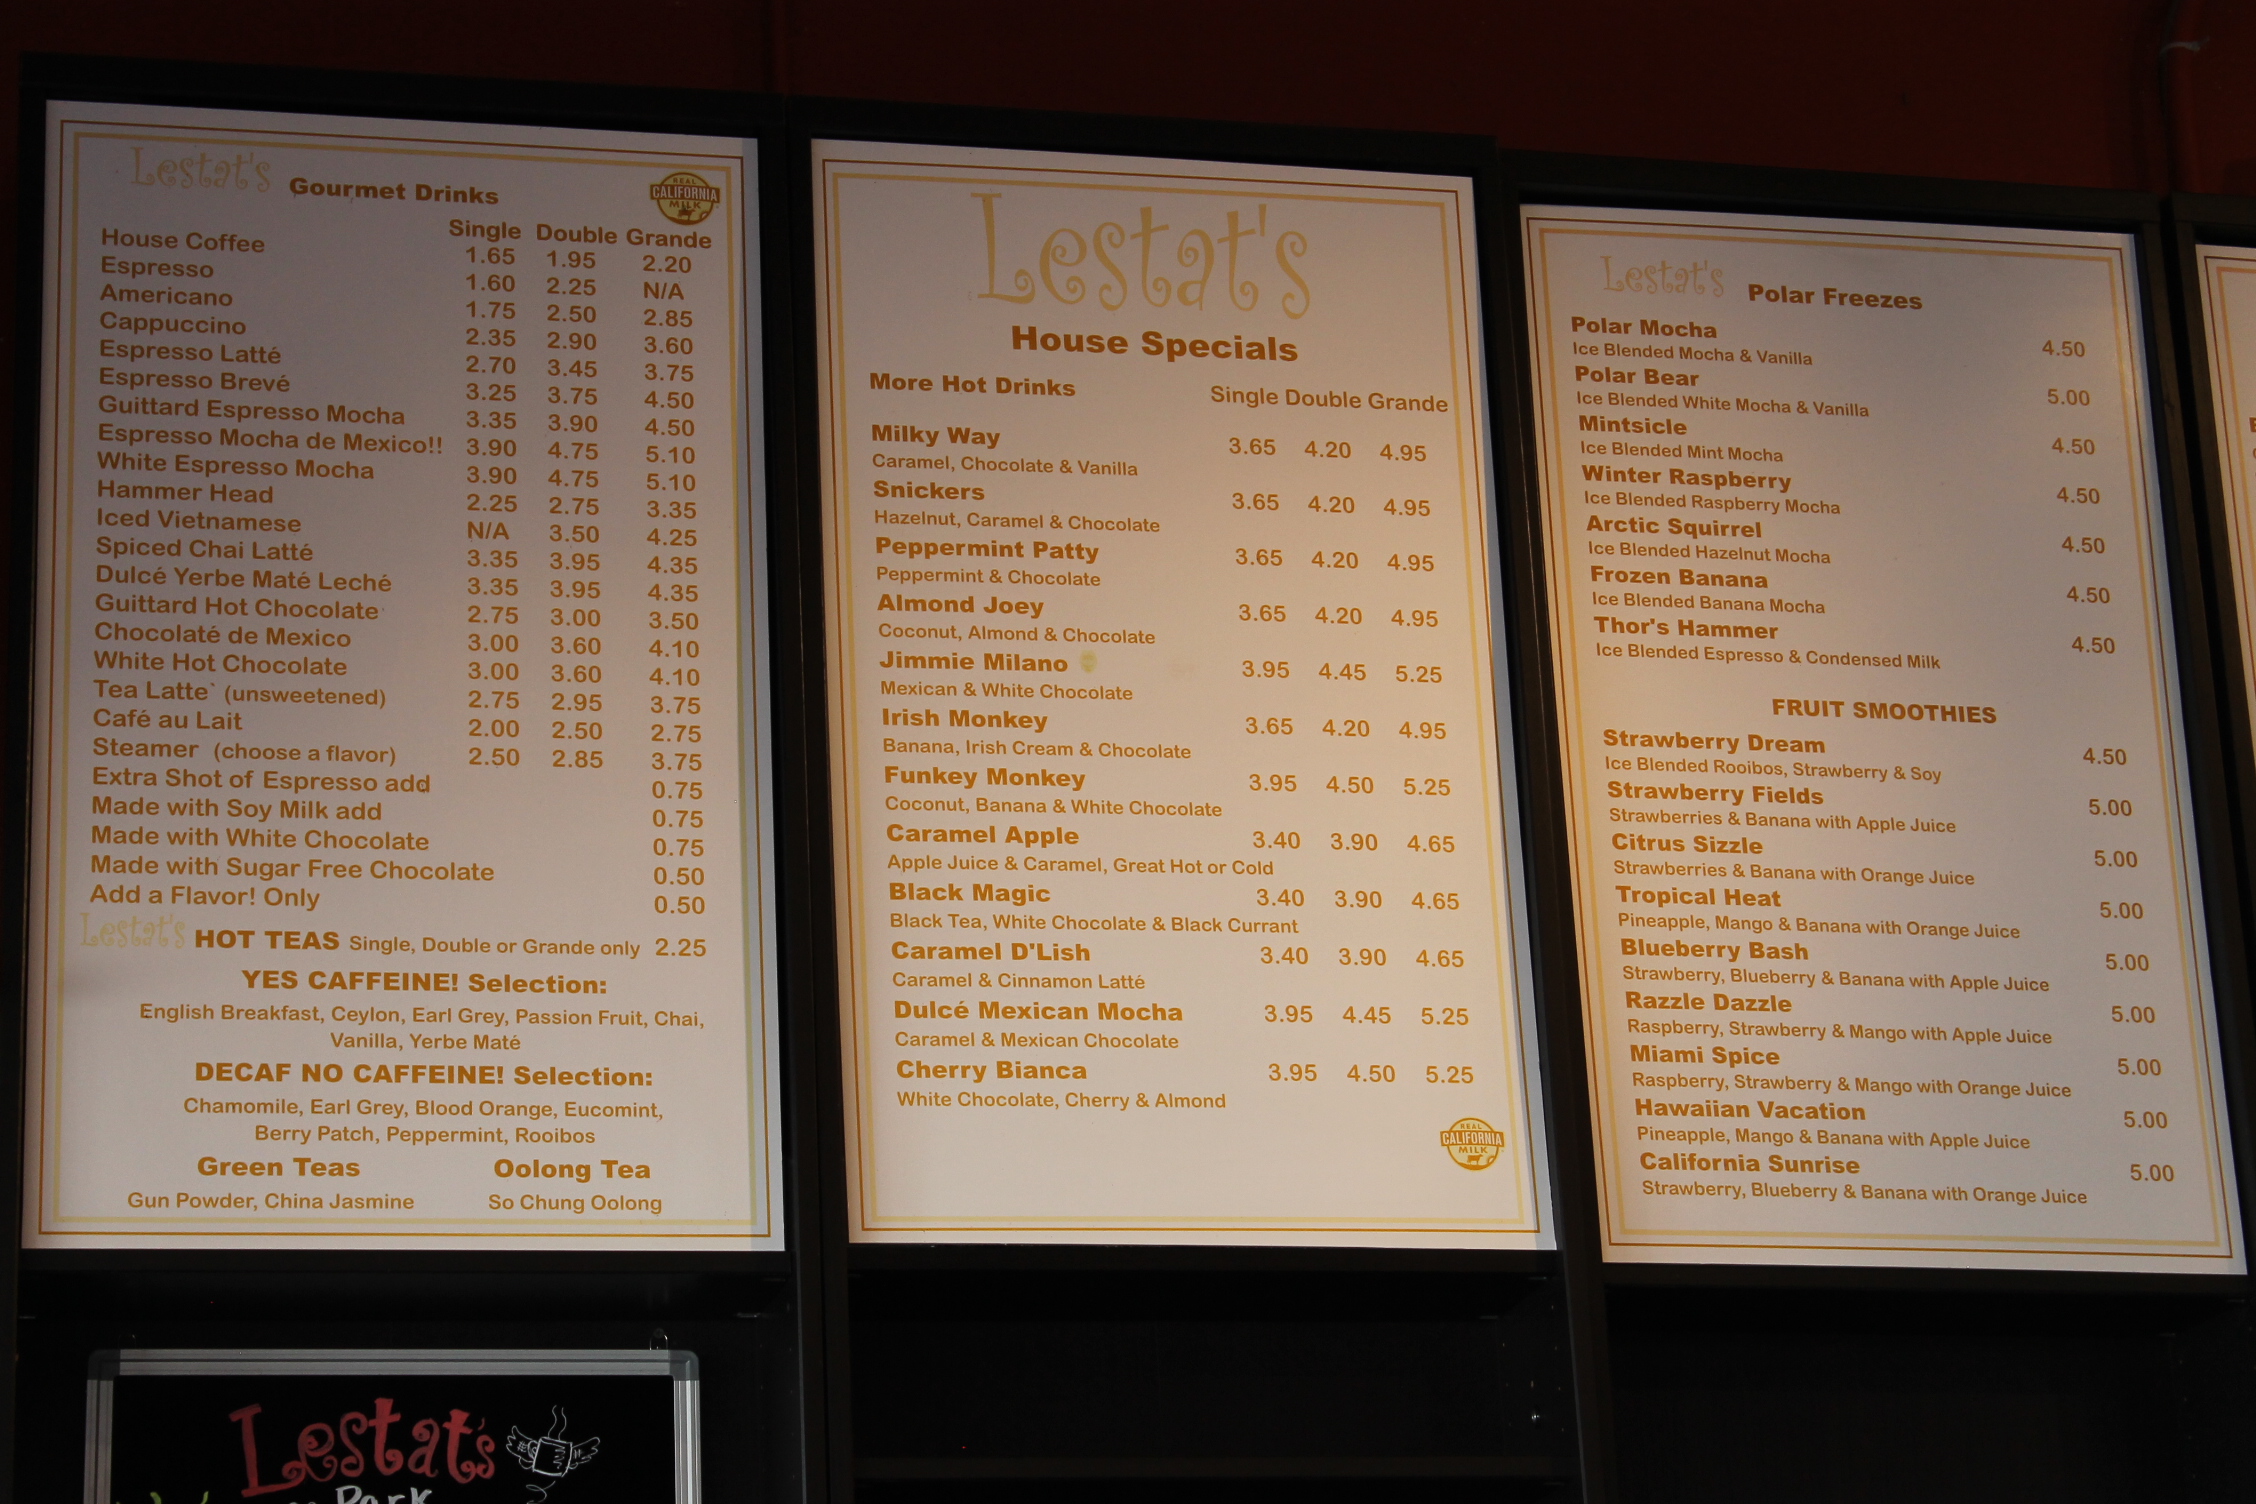 Lestat's Gourmet Drinks
REAL CALIFORNIA MILK
Single Double Grande
House Coffee 1.65 1.95 2.20
Espresso 1.60 2.25 N/A
Americano 1.75 2.50 2.85
Cappuccino 2.35 2.90 3.60
Espresso Latté 2.70 3.45 3.75
Espresso Brevé 3.25 3.75 4.50
Guittard Espresso Mocha 3.35 3.90 4.50
Espresso Mocha de Mexico!! 3.90 4.75 5.10
White Espresso Mocha 3.90 4.75 5.10
Hammer Head 2.25 2.75 3.35
Iced Vietnamese N/A 3.50 4.25
Spiced Chai Latté 3.35 3.95 4.35
Dulcé Yerbe Maté Leché 3.35 3.95 4.35
Guittard Hot Chocolate 2.75 3.00 3.50
Chocolaté de Mexico 3.00 3.60 4.10
White Hot Chocolate 3.00 3.60 4.10
Tea Latte` (unsweetened) 2.75 2.95 3.75
Café au Lait 2.00 2.50 2.75
Steamer (choose a flavor) 2.50 2.85 3.75
Extra Shot of Espresso add 0.75
Made with Soy Milk add 0.75
Made with White Chocolate 0.75
Made with Sugar Free Chocolate 0.50
Add a Flavor! Only 0.50
Lestat's HOT TEAS Single, Double or Grande only 2.25
YES CAFFEINE! Selection:
English Breakfast, Ceylon, Earl Grey, Passion Fruit, Chai,
Vanilla, Yerbe Maté
DECAF NO CAFFEINE! Selection:
Chamomile, Earl Grey, Blood Orange, Eucomint,
Berry Patch, Peppermint, Rooibos
Green Teas Oolong Tea
Gun Powder, China Jasmine So Chung Oolong
Lestat's
House Specials
More Hot Drinks Single Double Grande
Milky Way 3.65 4.20 4.95
Caramel, Chocolate & Vanilla
Snickers 3.65 4.20 4.95
Hazelnut, Caramel & Chocolate
Peppermint Patty 3.65 4.20 4.95
Peppermint & Chocolate
Almond Joey 3.65 4.20 4.95
Coconut, Almond & Chocolate
Jimmie Milano 3.95 4.45 5.25
Mexican & White Chocolate
Irish Monkey 3.65 4.20 4.95
Banana, Irish Cream & Chocolate
Funkey Monkey 3.95 4.50 5.25
Coconut, Banana & White Chocolate
Caramel Apple 3.40 3.90 4.65
Apple Juice & Caramel, Great Hot or Cold
Black Magic 3.40 3.90 4.65
Black Tea, White Chocolate & Black Currant
Caramel D'Lish 3.40 3.90 4.65
Caramel & Cinnamon Latté
Dulcé Mexican Mocha 3.95 4.45 5.25
Caramel & Mexican Chocolate
Cherry Bianca 3.95 4.50 5.25
White Chocolate, Cherry & Almond
REAL CALIFORNIA MILK
Lestat's Polar Freezes
Polar Mocha 4.50
Ice Blended Mocha & Vanilla
Polar Bear 5.00
Ice Blended White Mocha & Vanilla
Mintsicle 4.50
Ice Blended Mint Mocha
Winter Raspberry 4.50
Ice Blended Raspberry Mocha
Arctic Squirrel 4.50
Ice Blended Hazelnut Mocha
Frozen Banana 4.50
Ice Blended Banana Mocha
Thor's Hammer 4.50
Ice Blended Espresso & Condensed Milk
FRUIT SMOOTHIES
Strawberry Dream 4.50
Ice Blended Rooibos, Strawberry & Soy
Strawberry Fields 5.00
Strawberries & Banana with Apple Juice
Citrus Sizzle 5.00
Strawberries & Banana with Orange Juice
Tropical Heat 5.00
Pineapple, Mango & Banana with Orange Juice
Blueberry Bash 5.00
Strawberry, Blueberry & Banana with Apple Juice
Razzle Dazzle 5.00
Raspberry, Strawberry & Mango with Apple Juice
Miami Spice 5.00
Raspberry, Strawberry & Mango with Orange Juice
Hawaiian Vacation 5.00
Pineapple, Mango & Banana with Apple Juice
California Sunrise 5.00
Strawberry, Blueberry & Banana with Orange Juice
Lestat's
Park